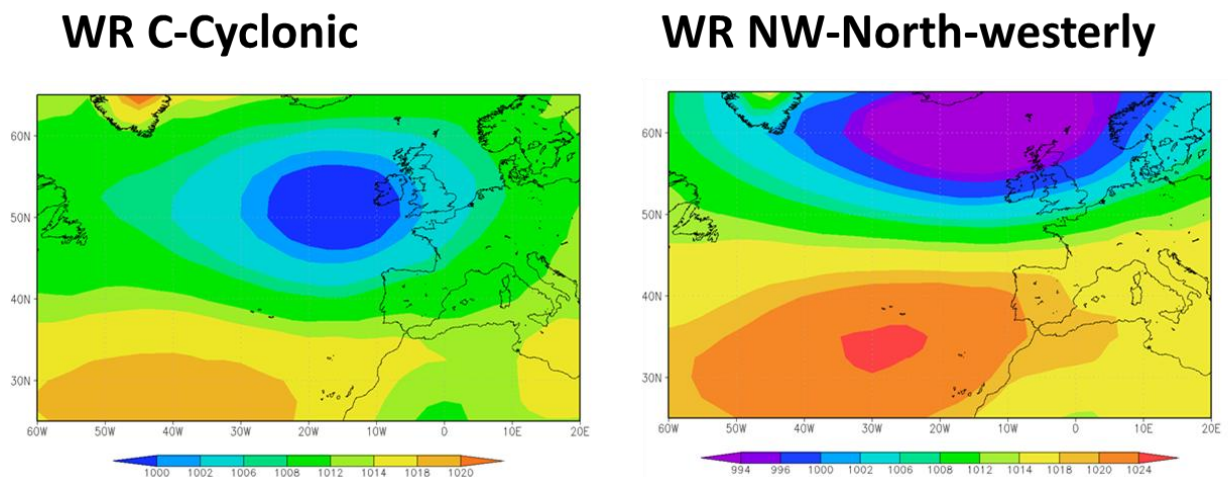 WR C-Cyclonic
WR NW-North-westerly
60N
50N
40N
30N
60W 50W 40W 30W 20W 10W 0 10E 20E
1000 1002 1006 1008 1012 1014 1018 1020
60N
50N
40N
30N
60W 50W 40W 30W 20W 10W 0 10E 20E
994 996 1000 1002 1006 1008 1012 1014 1018 1020 1024